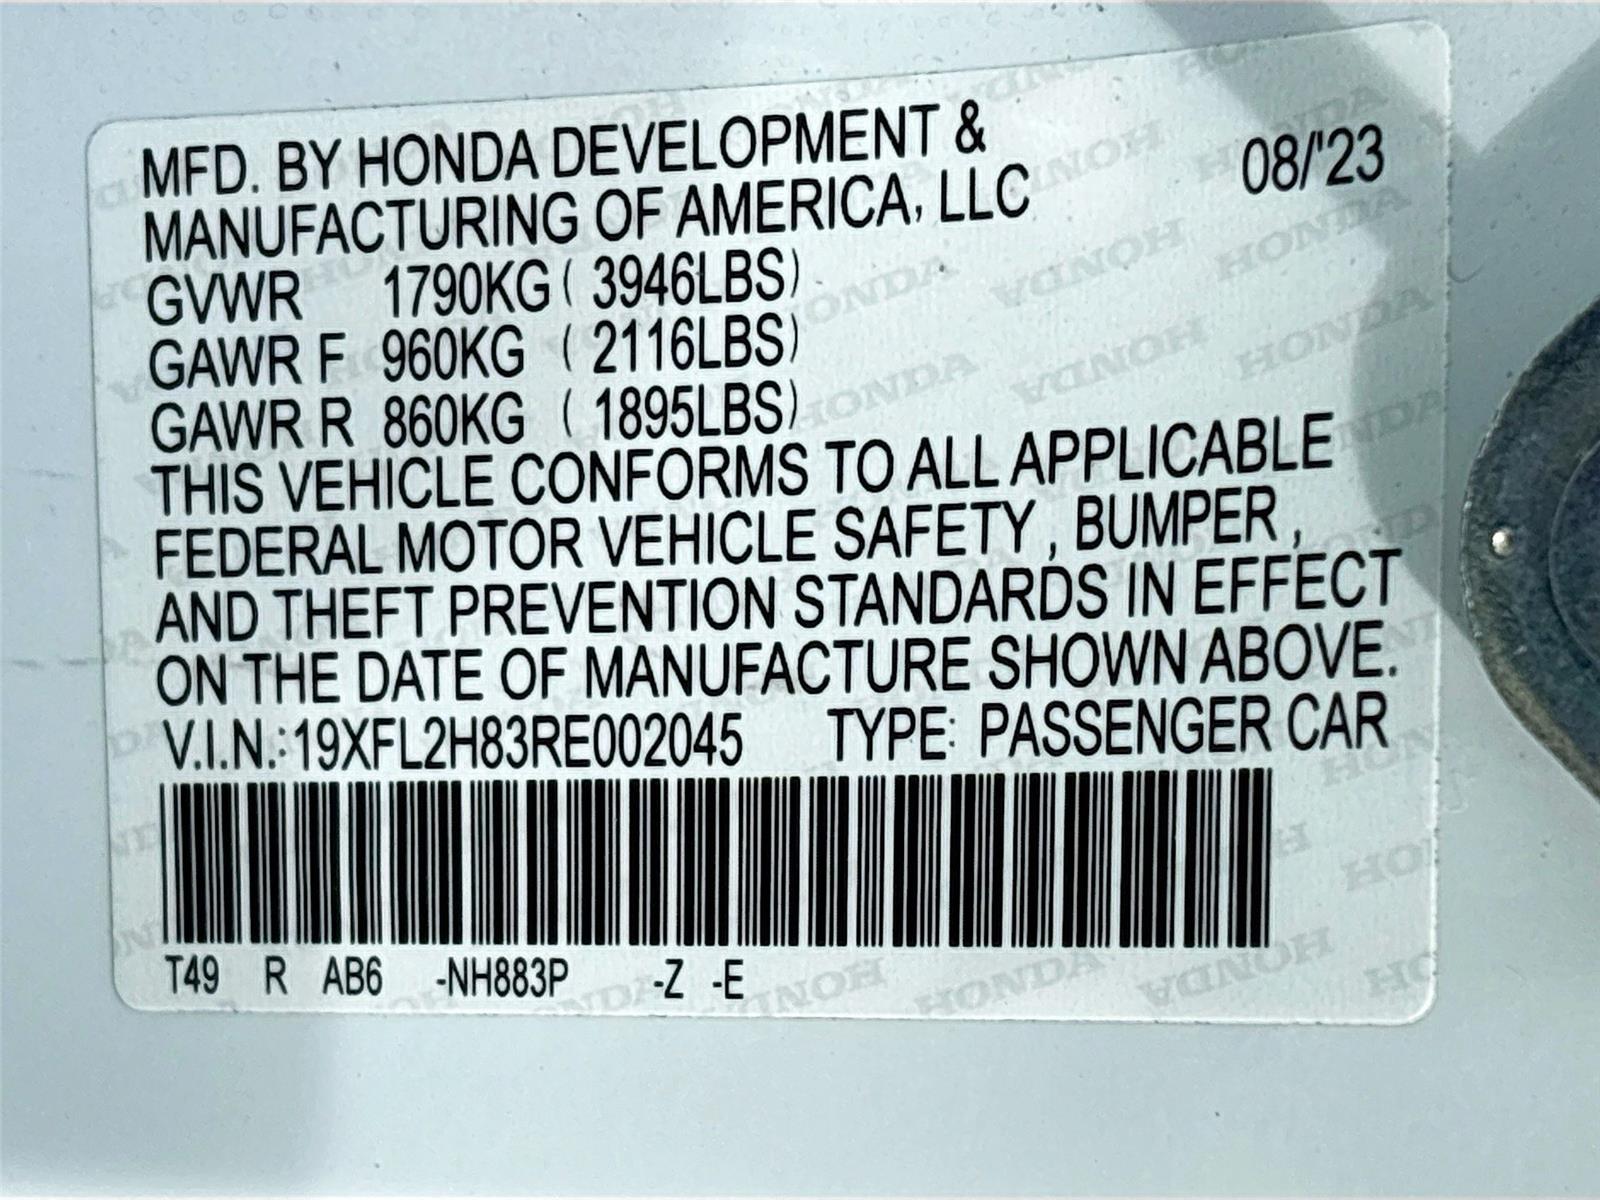 MFD. BY HONDA DEVELOPMENT & 08/'23
MANUFACTURING OF AMERICA, LLC
GVWR 1790KG ( 3946LBS)
GAWR F 960KG ( 2116LBS)
GAWR R 860KG ( 1895LBS)
THIS VEHICLE CONFORMS TO ALL APPLICABLE
FEDERAL MOTOR VEHICLE SAFETY , BUMPER ,
AND THEFT PREVENTION STANDARDS IN EFFECT
ON THE DATE OF MANUFACTURE SHOWN ABOVE.
V.I.N.: 19XFL2H83RE002045 TYPE: PASSENGER CAR
T49 R AB6 -NH883P -Z -E